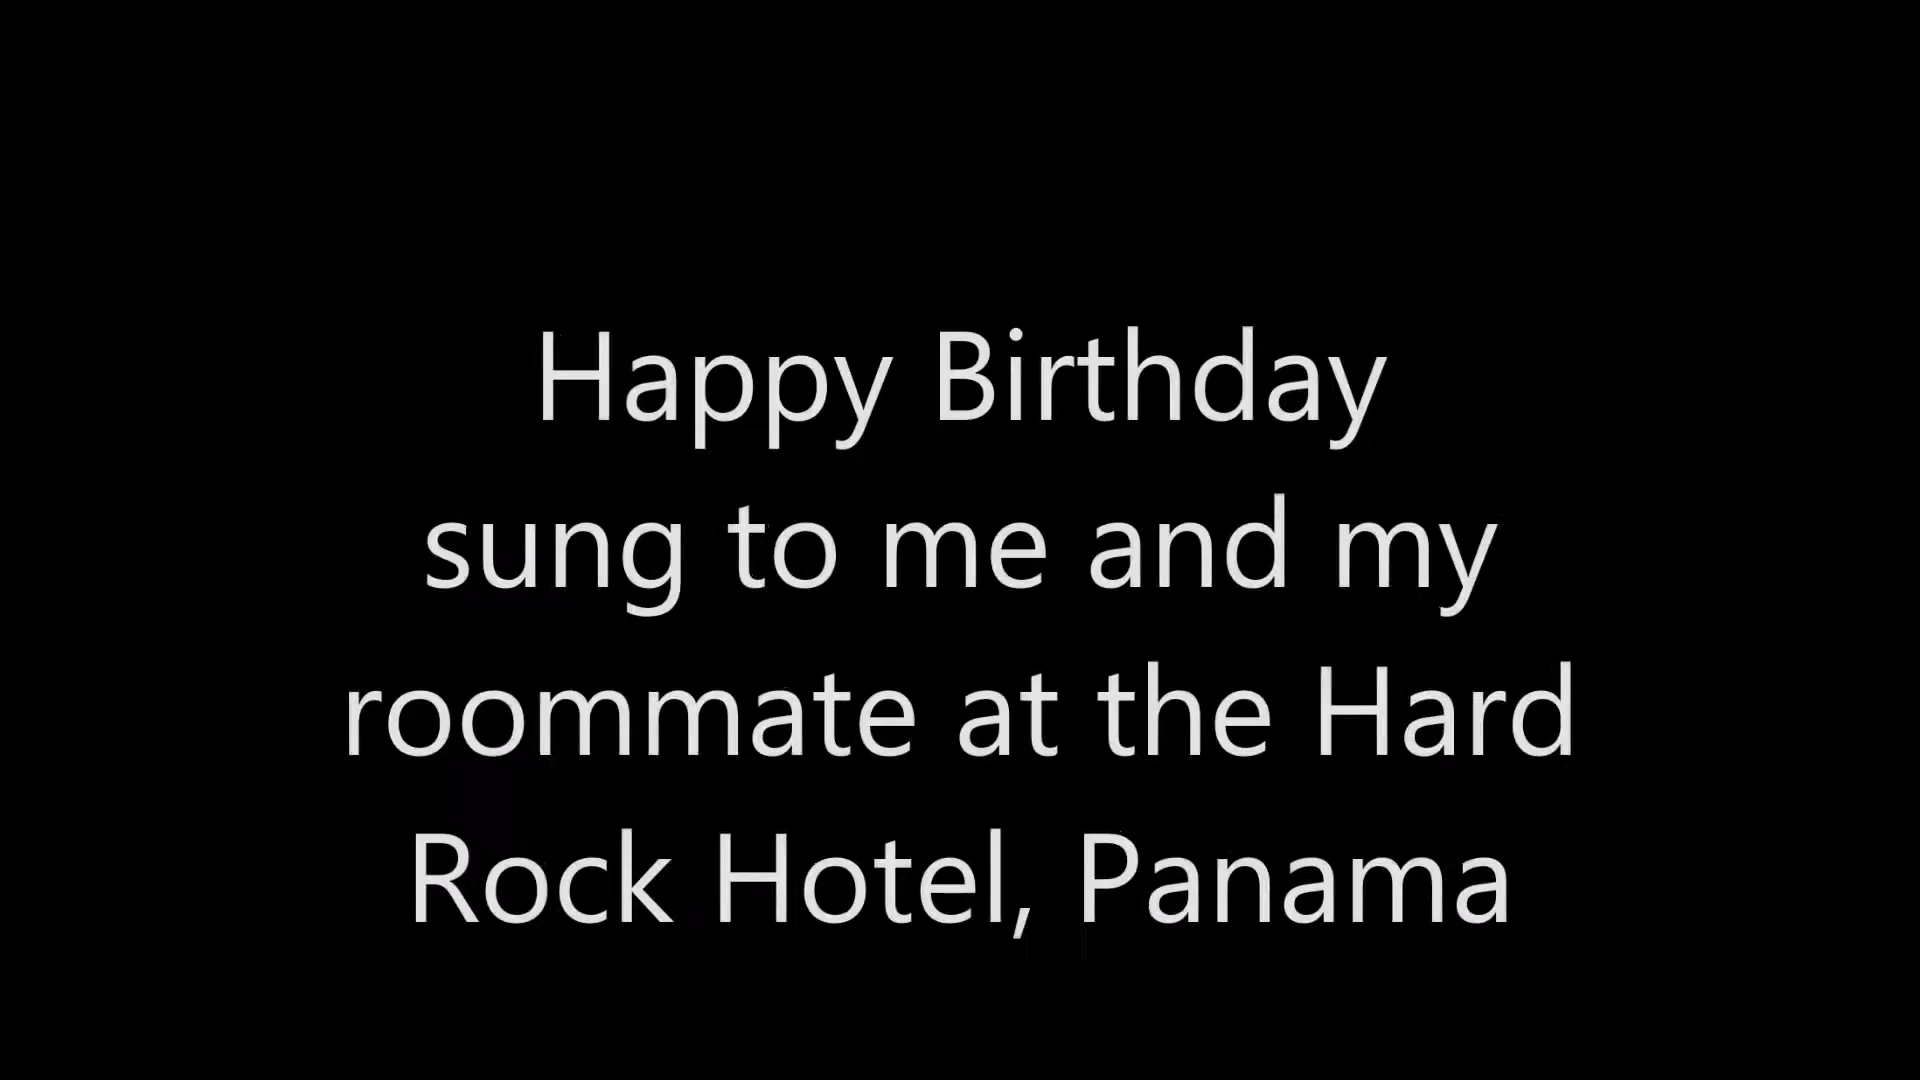 Happy Birthday
sung to me and my
roommate at the Hard
Rock Hotel, Panama